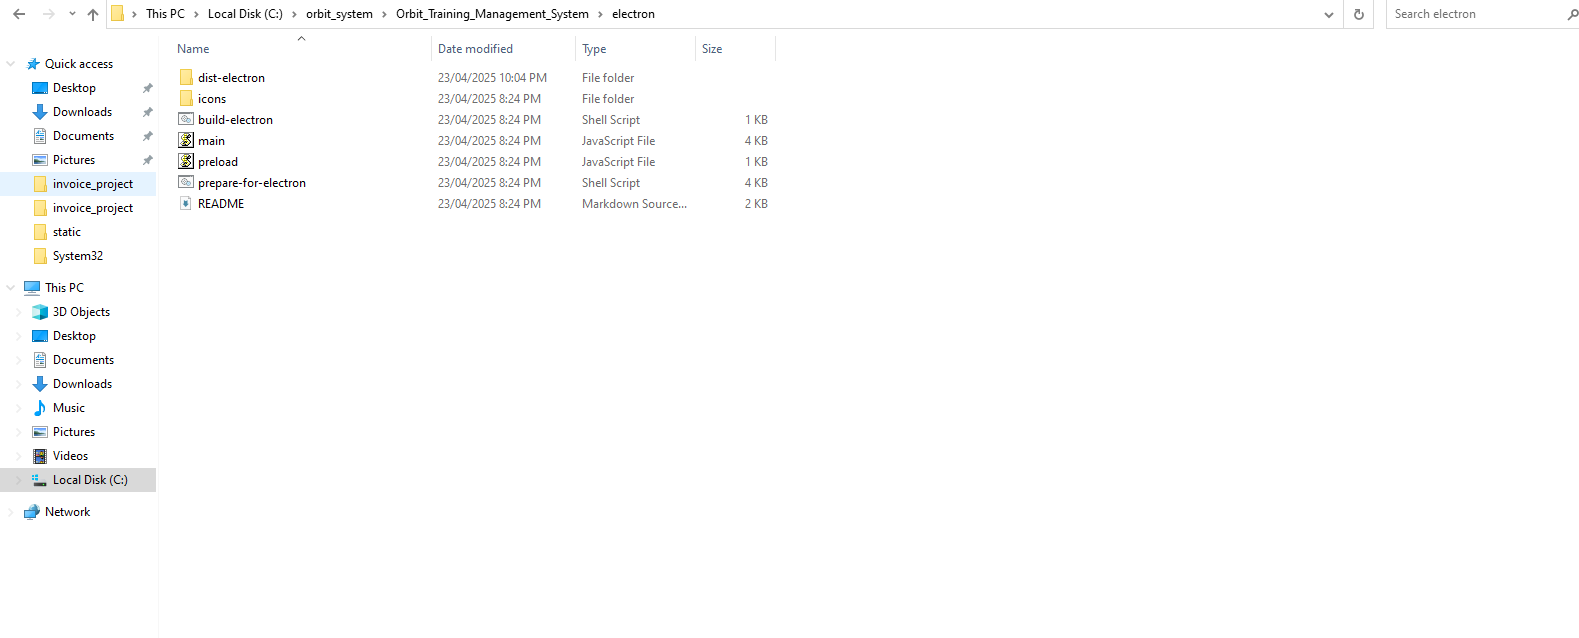 This PC > Local Disk (C:) > orbit_system > Orbit_Training_Management_System > electron
Search electron
Name Date modified Type Size
Quick access
Desktop
Downloads
Documents
Pictures
invoice_project
invoice_project
static
System32
This PC
3D Objects
Desktop
Documents
Downloads
Music
Pictures
Videos
Local Disk (C:)
Network
dist-electron 23/04/2025 10:04 PM File folder
icons 23/04/2025 8:24 PM File folder
build-electron 23/04/2025 8:24 PM Shell Script 1 KB
main 23/04/2025 8:24 PM JavaScript File 4 KB
preload 23/04/2025 8:24 PM JavaScript File 1 KB
prepare-for-electron 23/04/2025 8:24 PM Shell Script 4 KB
README 23/04/2025 8:24 PM Markdown Source... 2 KB